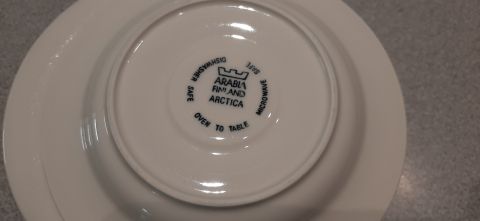 ARABIA
FINLAND
ARCTICA
DISHWASHER SAFE
OVEN TO TABLE
MICROWAVE SAFE